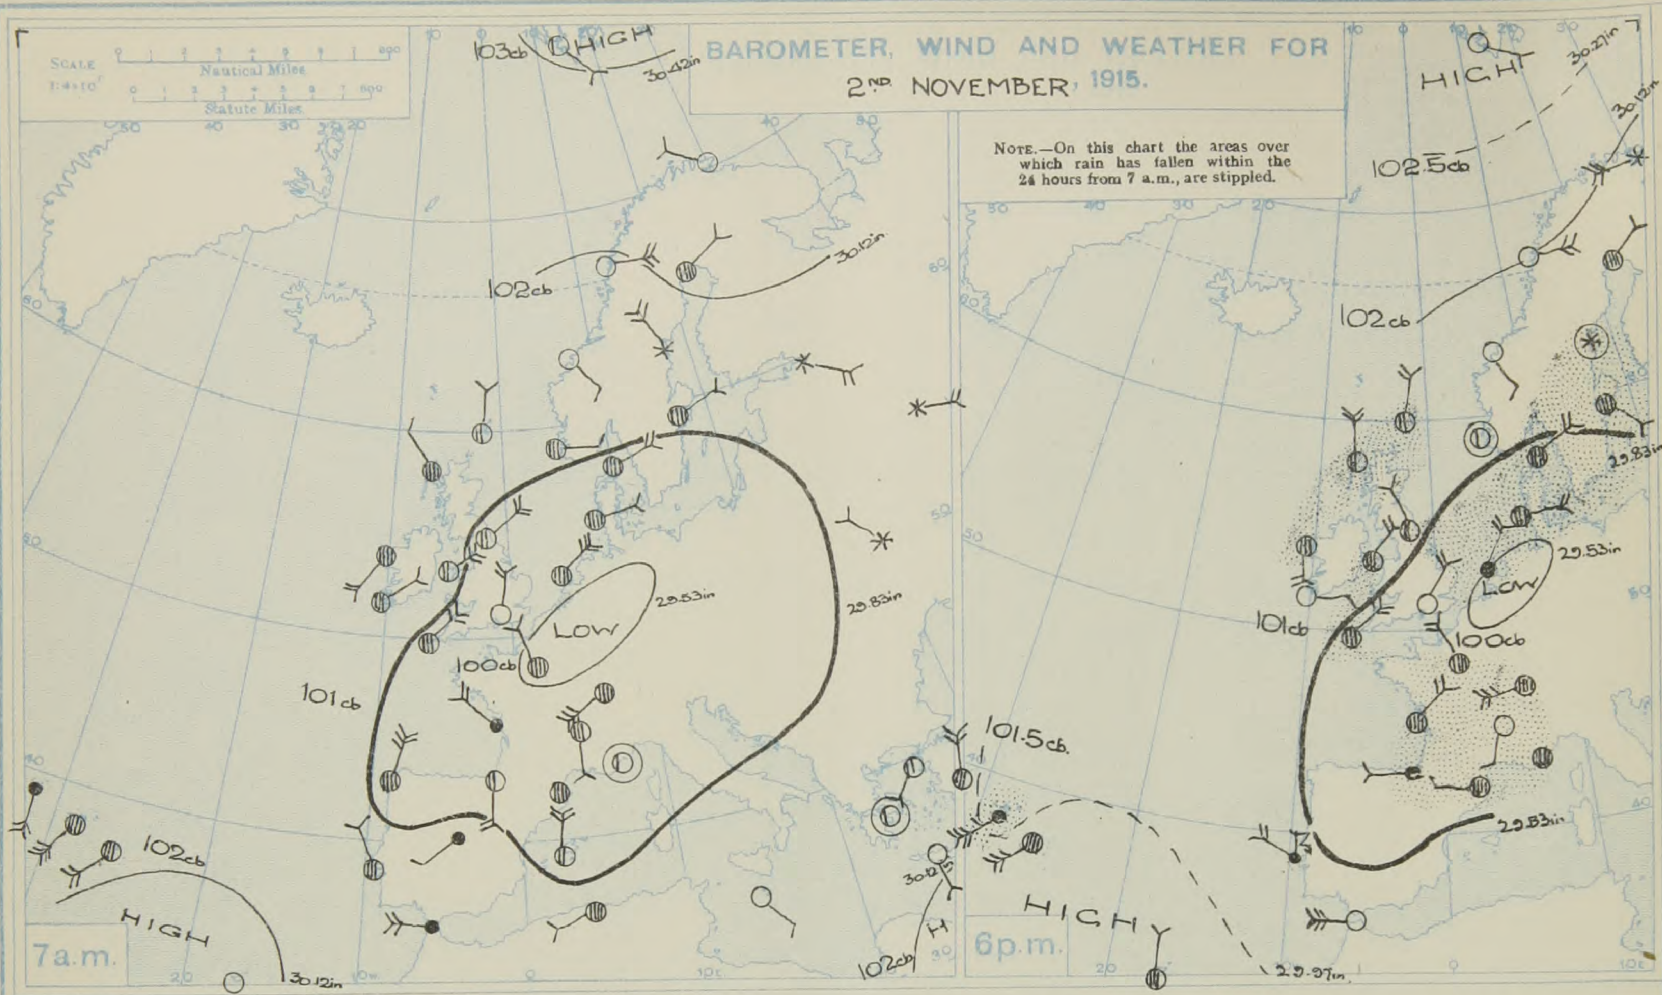 SCALE
1:4×10⁷
Nautical Miles
Statute Miles
BAROMETER, WIND AND WEATHER FOR
2ND NOVEMBER, 1915.
NOTE.—On this chart the areas over
which rain has fallen within the
24 hours from 7 a.m., are stippled.
103cb
HIGH
30.42in
102cb
30.12in
LOW
29.53in
100cb
101cb
29.83in
102cb
HIGH
30.12in
102cb
H
7a.m.
HIGH
30.27in
30.12in
102.5cb
102cb
29.83in
29.53in
LOW
101cb
100cb
101.5cb.
29.83in
HIGH
29.97in
6p.m.